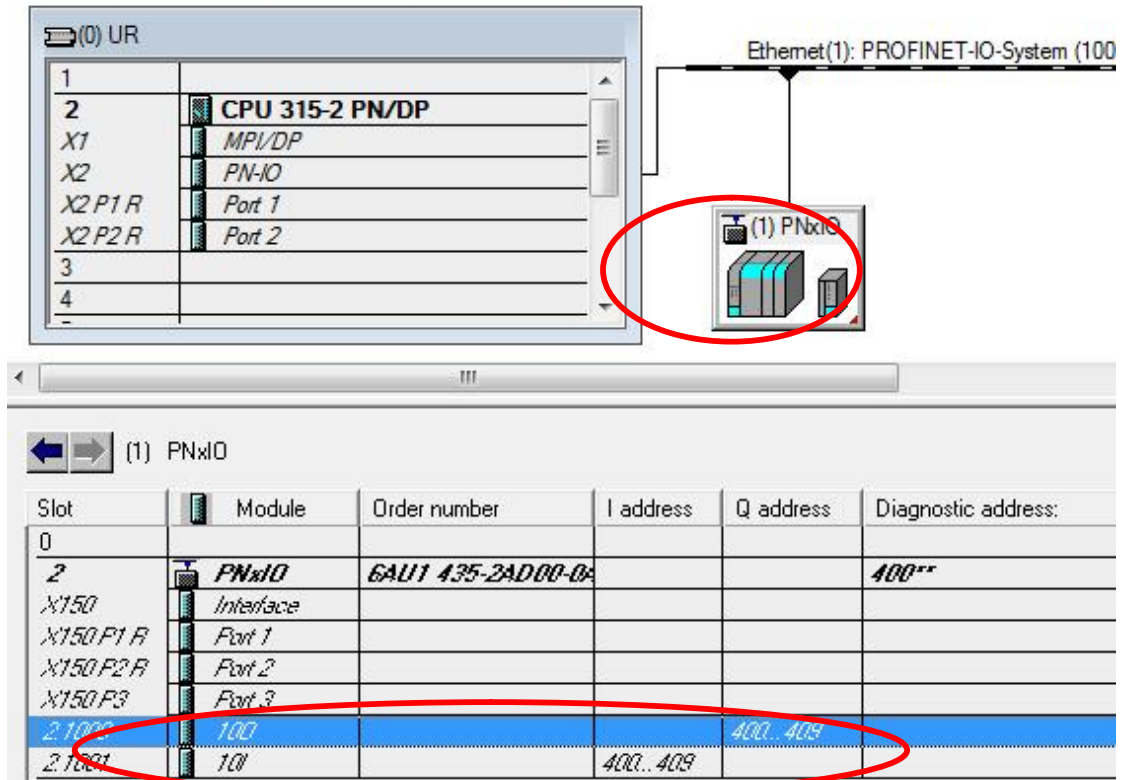 (0) UR
Ethernet(1): PROFINET-IO-System (100
1
2 CPU 315-2 PN/DP
X1 MPI/DP
X2 PN-IO
X2 P1 R Port 1
X2 P2 R Port 2
3
4
(1) PNxIO
(1) PNxIO
Slot Module Order number I address Q address Diagnostic address:
0
2 PNxIO 6AU1 435-2AD00-0A 400**
X150 Interface
X150 P1 R Port 1
X150 P2 R Port 2
X150 P3 Port 3
2.1000 10O 400...409
2.1001 10I 400...409